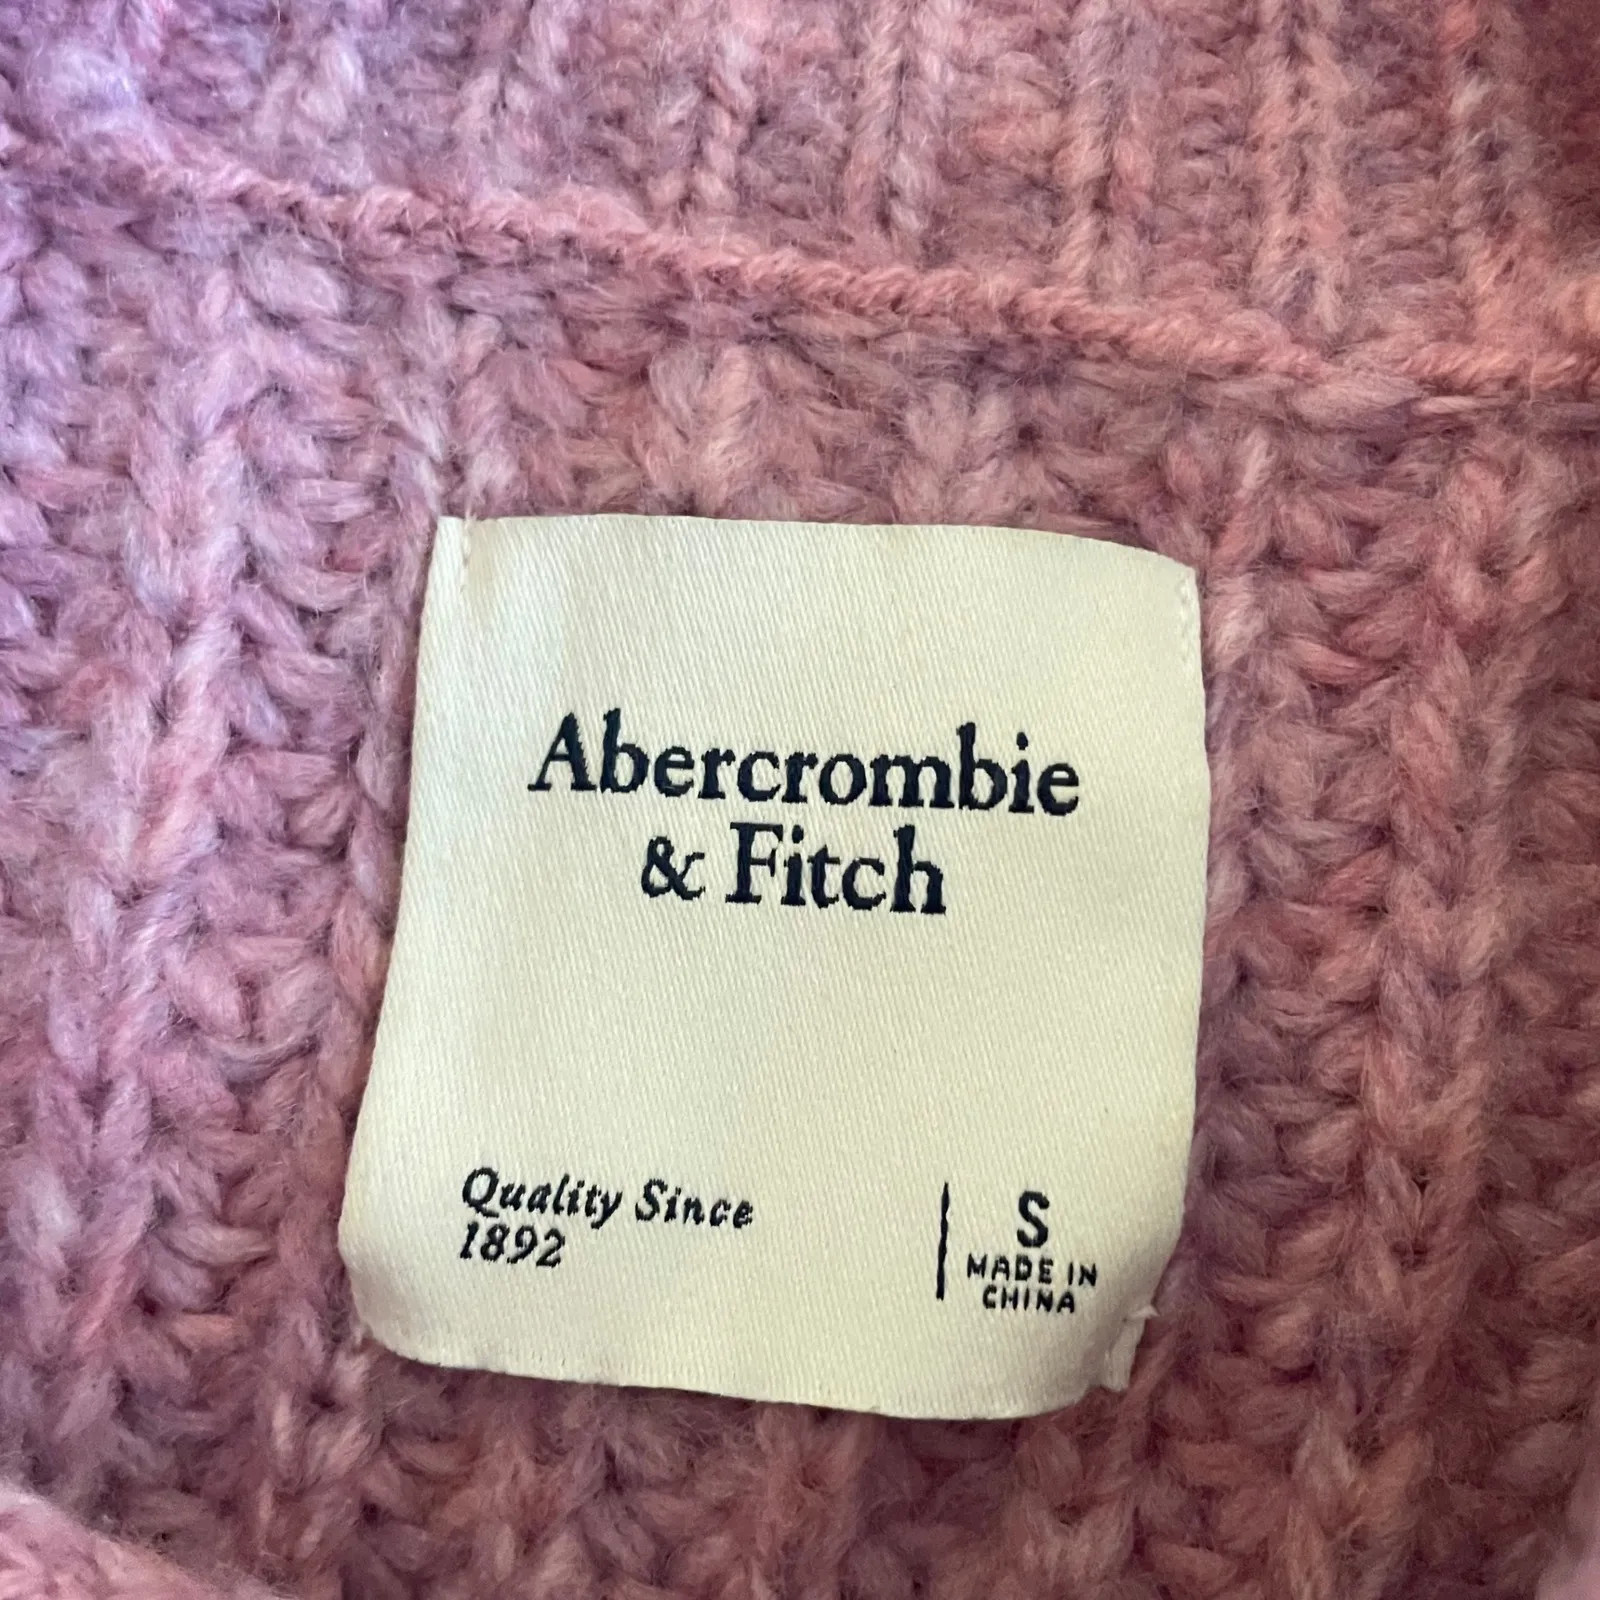 Abercrombie
& Fitch
Quality Since
1892
S
MADE IN
CHINA